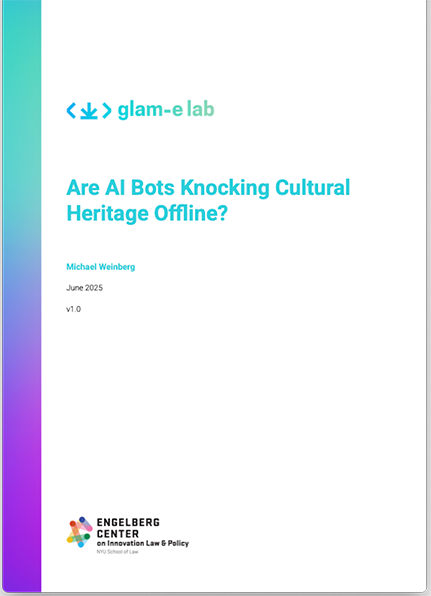 glam-e lab
Are AI Bots Knocking Cultural
Heritage Offline?
Michael Weinberg
June 2025
v1.0
ENGELBERG
CENTER
on Innovation Law & Policy
NYU School of Law